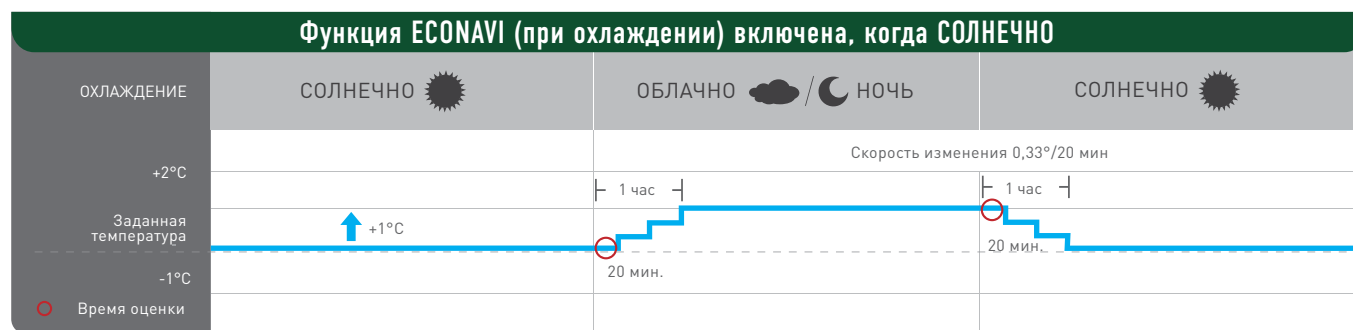 Функция ECONAVI (при охлаждении) включена, когда СОЛНЕЧНО
ОХЛАЖДЕНИЕ
СОЛНЕЧНО
ОБЛАЧНО / НОЧЬ
СОЛНЕЧНО
Скорость изменения 0,33°/20 мин
+2°C
1 час
1 час
Заданная
температура
+1°C
20 мин.
20 мин.
-1°C
Время оценки